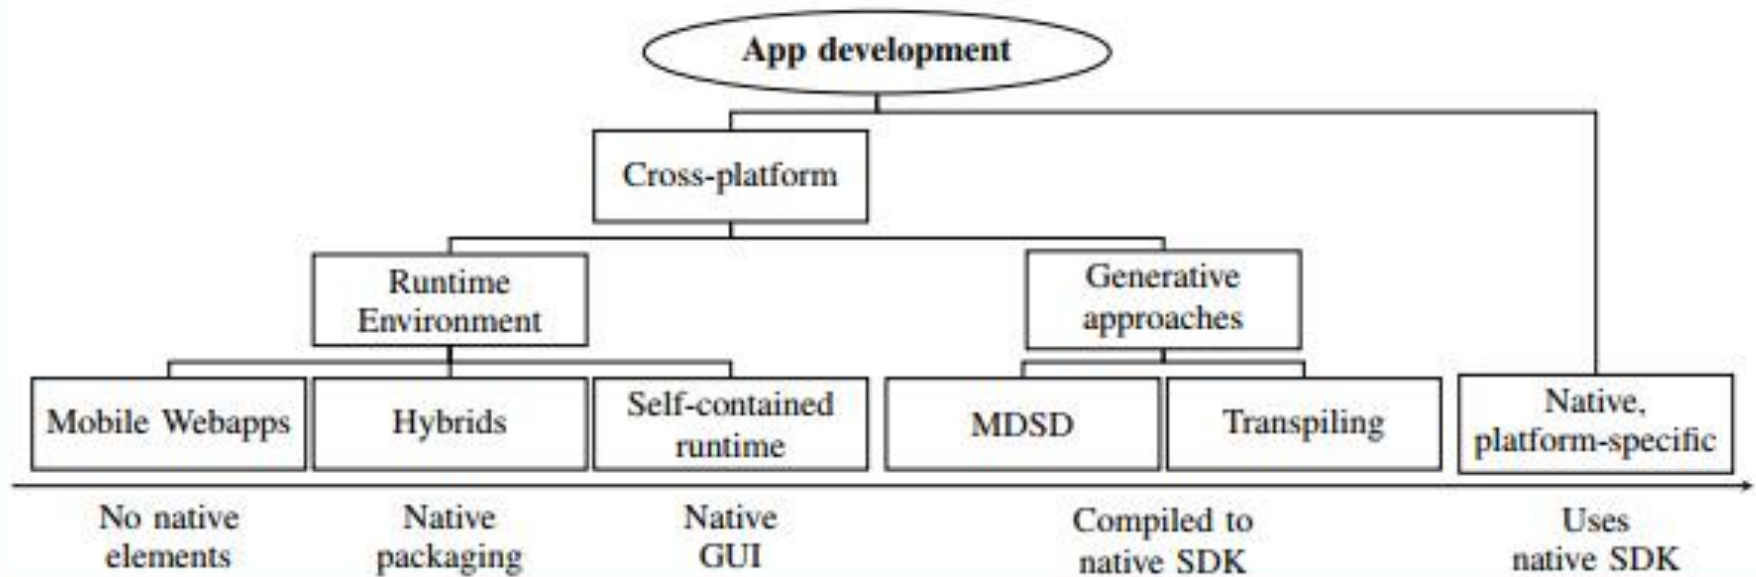 App development
Cross-platform
Runtime
Environment
Generative
approaches
Mobile Webapps
Hybrids
Self-contained
runtime
MDSD
Transpiling
Native,
platform-specific
No native
elements
Native
packaging
Native
GUI
Compiled to
native SDK
Uses
native SDK